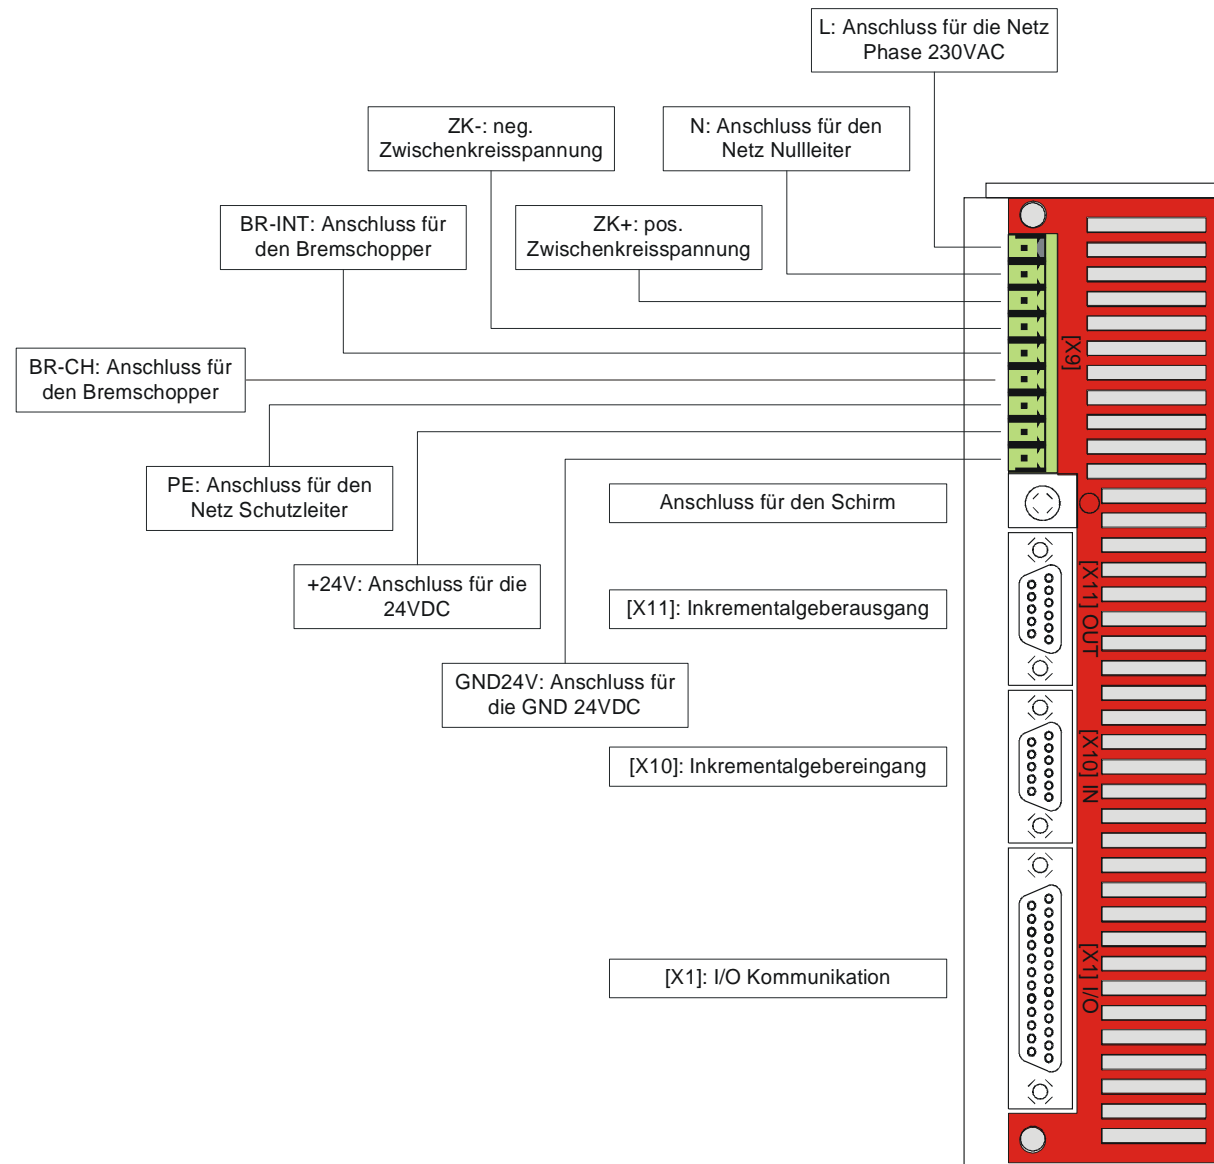 L: Anschluss für die Netz
Phase 230VAC
ZK-: neg.
Zwischenkreisspannung
N: Anschluss für den
Netz Nullleiter
BR-INT: Anschluss für
den Bremschopper
ZK+: pos.
Zwischenkreisspannung
[X9]
BR-CH: Anschluss für
den Bremschopper
PE: Anschluss für den
Netz Schutzleiter
Anschluss für den Schirm
+24V: Anschluss für die
24VDC
[X11]: Inkrementalgeberausgang
[X11] OUT
GND24V: Anschluss für
die GND 24VDC
[X10]: Inkrementalgebereingang
[X10] IN
[X1]: I/O Kommunikation
[X1] I/O